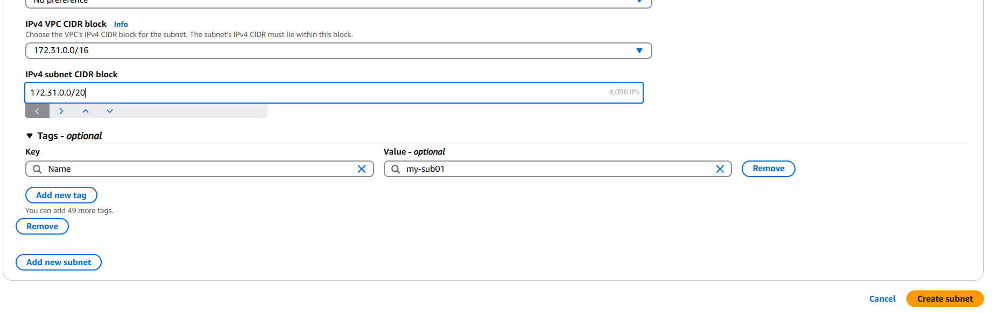 No preference
IPv4 VPC CIDR block Info
Choose the VPC's IPv4 CIDR block for the subnet. The subnet's IPv4 CIDR must lie within this block.
172.31.0.0/16
IPv4 subnet CIDR block
172.31.0.0/20 4,096 IPs
Tags - optional
Key Value - optional
Name my-sub01 Remove
Add new tag
You can add 49 more tags.
Remove
Add new subnet
Cancel Create subnet